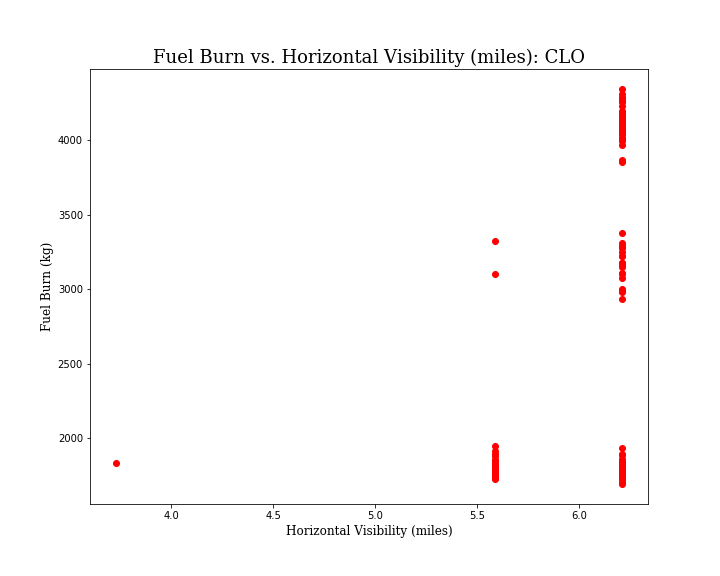 Fuel Burn vs. Horizontal Visibility (miles): CLO
Fuel Burn (kg)
4000
3500
3000
2500
2000
4.0 4.5 5.0 5.5 6.0
Horizontal Visibility (miles)